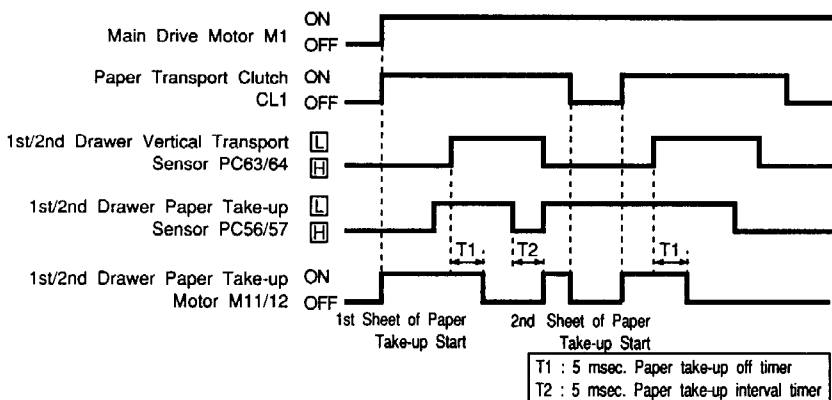 Main Drive Motor M1 ON
OFF
Paper Transport Clutch ON
CL1 OFF
1st/2nd Drawer Vertical Transport L
Sensor PC63/64 H
1st/2nd Drawer Paper Take-up L
Sensor PC56/57 H
T1 T2 T1
1st/2nd Drawer Paper Take-up ON
Motor M11/12 OFF
1st Sheet of Paper 2nd Sheet of Paper
Take-up Start Take-up Start
T1 : 5 msec. Paper take-up off timer
T2 : 5 msec. Paper take-up interval timer